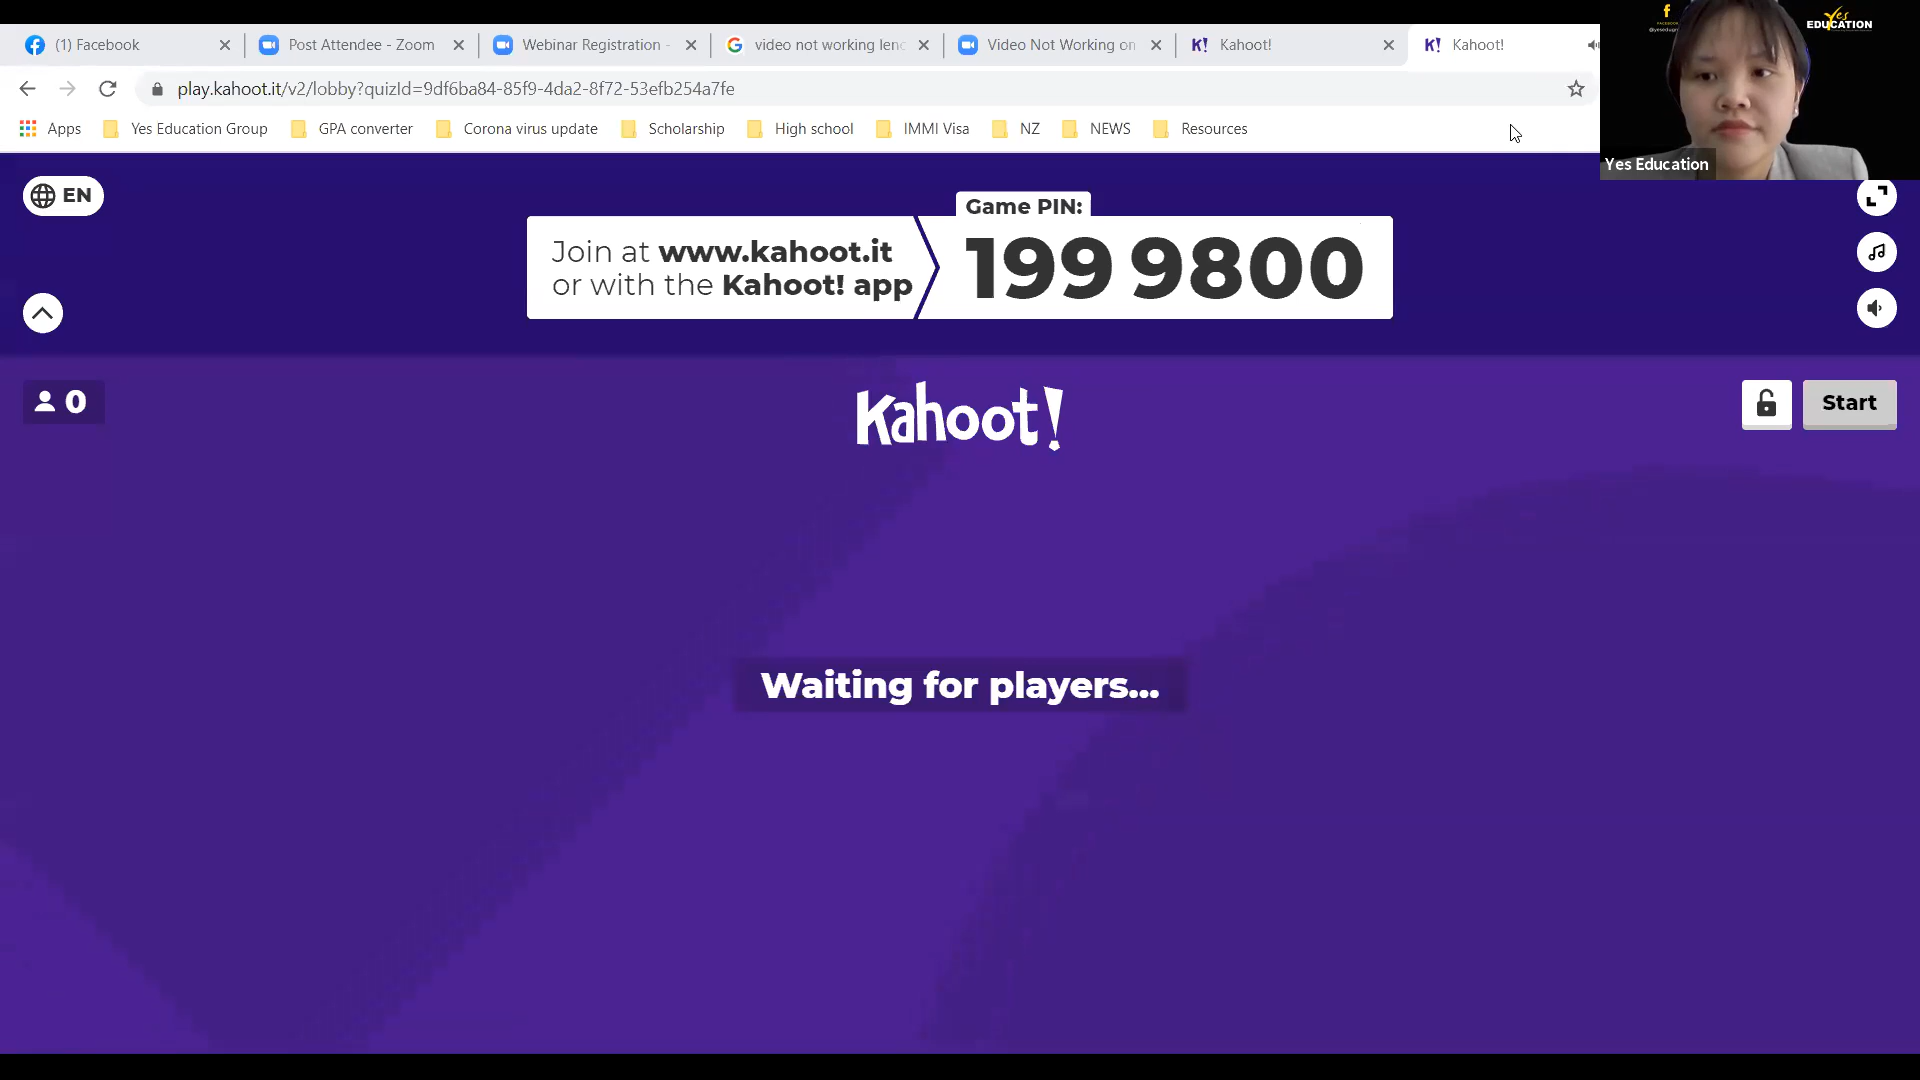 (1) Facebook
Post Attendee - Zoom
Webinar Registration -
video not working lenc
Video Not Working on
K! Kahoot!
K! Kahoot!
play.kahoot.it/v2/lobby?quizId=9df6ba84-85f9-4da2-8f72-53efb254a7fe
Apps
Yes Education Group
GPA converter
Corona virus update
Scholarship
High school
IMMI Visa
NZ
NEWS
Resources
Yes
EDUCATION
Yes Education
EN
Game PIN:
Join at www.kahoot.it
or with the Kahoot! app
199 9800
0
Kahoot!
Start
Waiting for players...